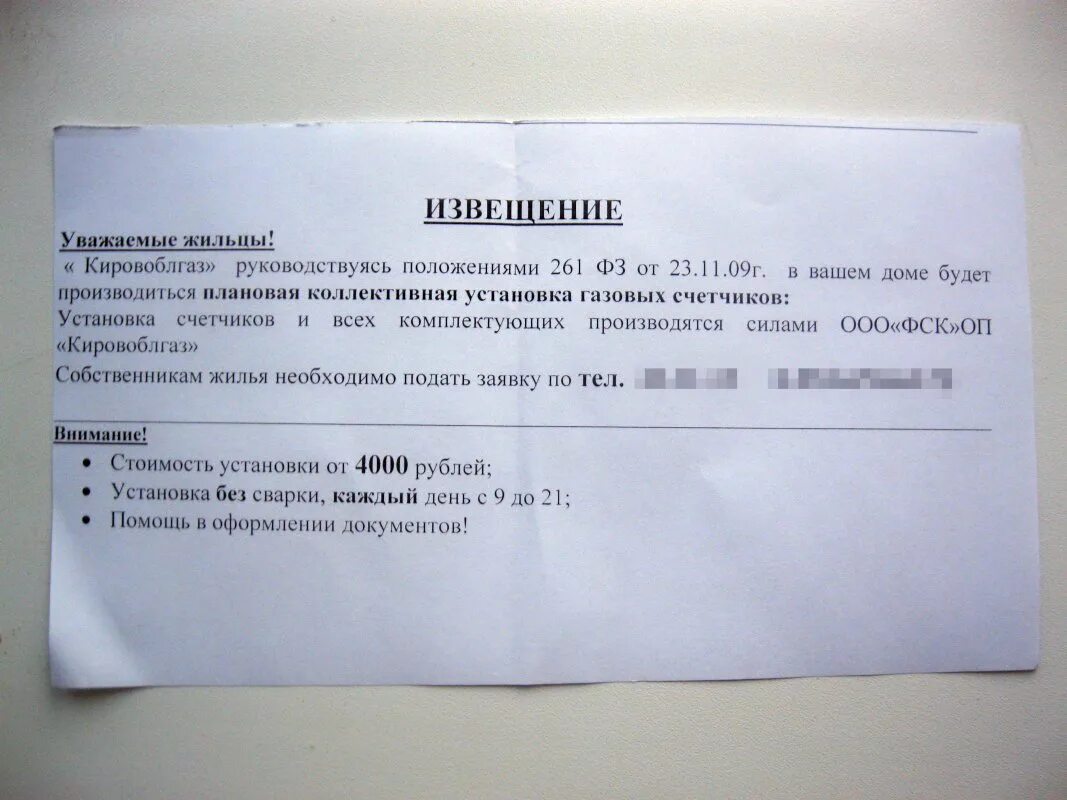 ИЗВЕЩЕНИЕ
Уважаемые жильцы!
« Кировоблгаз» руководствуясь положениями 261 ФЗ от 23.11.09г. в вашем доме будет
производиться плановая коллективная установка газовых счетчиков:
Установка счетчиков и всех комплектующих производятся силами ООО«ФСК»ОП
«Кировоблгаз»
Собственникам жилья необходимо подать заявку по тел.
Внимание!
• Стоимость установки от 4000 рублей;
• Установка без сварки, каждый день с 9 до 21;
• Помощь в оформлении документов!